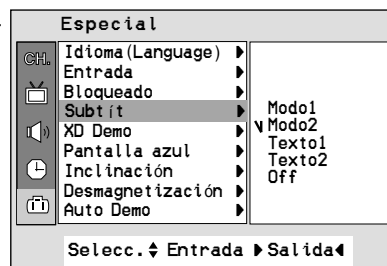 Especial
CH.
Idioma(Language)
Entrada
Bloqueado
Subtít
XD Demo
Pantalla azul
Inclinación
Desmagnetización
Auto Demo
Modo1
Modo2
Texto1
Texto2
Off
Selecc. Entrada Salida